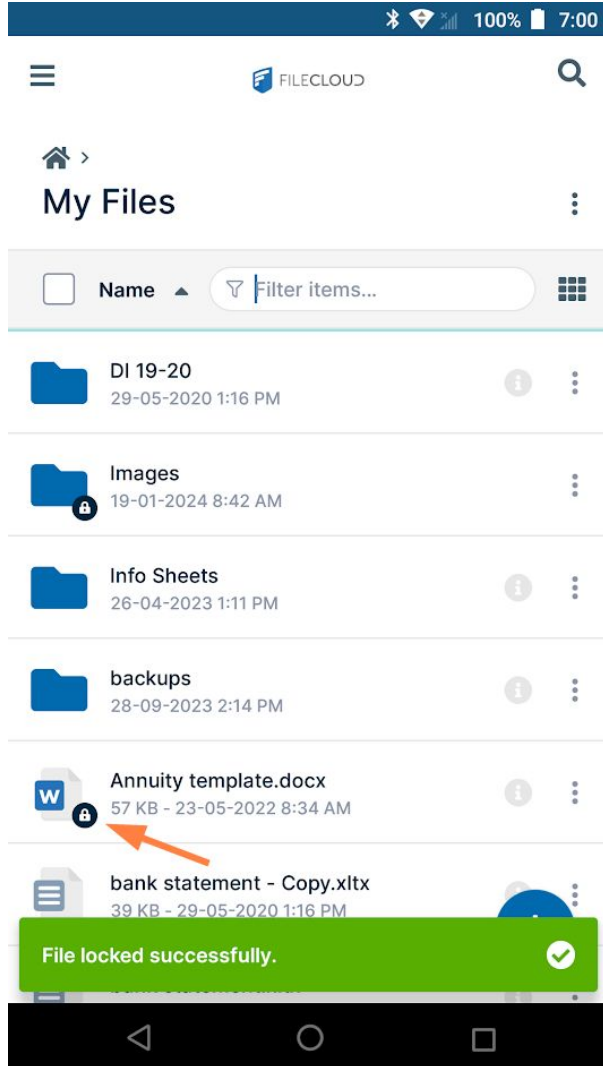 100% 7:00
FILECLOUD
My Files
Name Filter items...
DI 19-20
29-05-2020 1:16 PM
Images
19-01-2024 8:42 AM
Info Sheets
26-04-2023 1:11 PM
backups
28-09-2023 2:14 PM
W
Annuity template.docx
57 KB - 23-05-2022 8:34 AM
bank statement - Copy.xltx
39 KB - 29-05-2020 1:16 PM
File locked successfully.